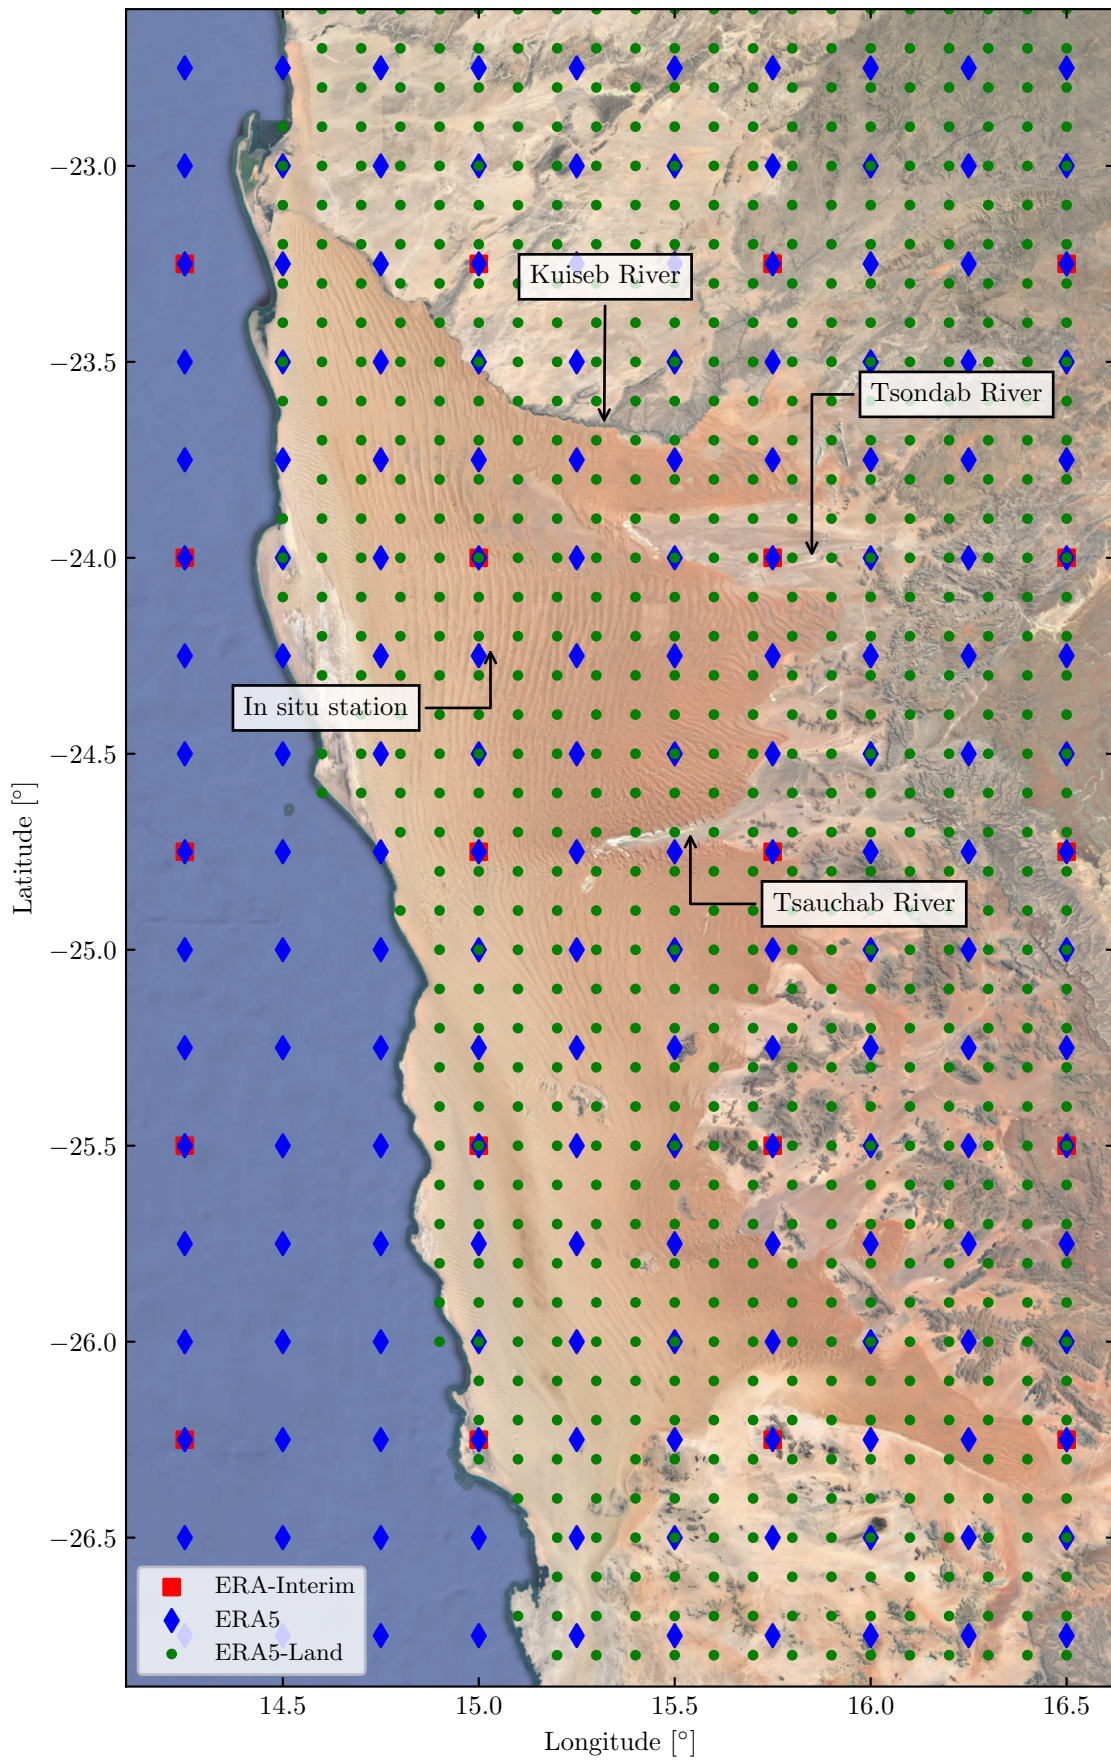 −23.0
Kuiseb River
−23.5
Tsondab River
−24.0
In situ station
−24.5
Tsauchab River
−25.0
−25.5
−26.0
−26.5
Latitude [°]
ERA-Interim
ERA5
ERA5-Land
14.5 15.0 15.5 16.0 16.5
Longitude [°]